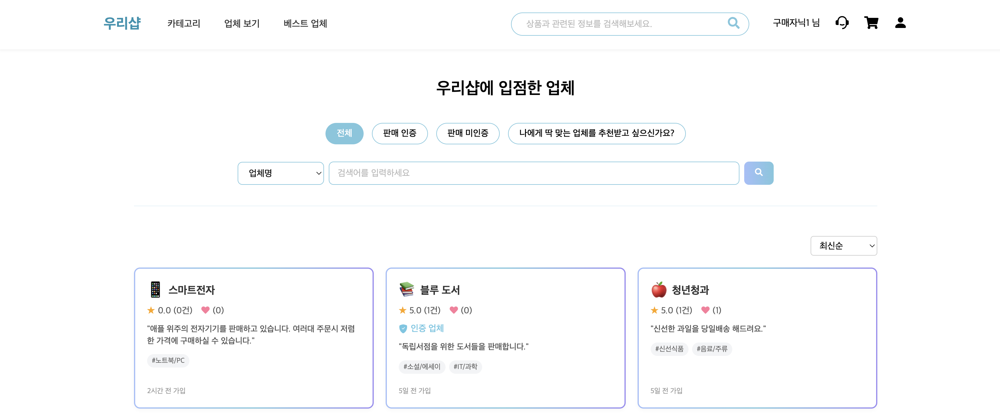 우리샵 카테고리 업체 보기 베스트 업체 상품과 관련된 정보를 검색해보세요. 구매자닉1 님
우리샵에 입점한 업체
전체 판매 인증 판매 미인증 나에게 딱 맞는 업체를 추천받고 싶으신가요?
업체명 검색어를 입력하세요
최신순
스마트전자
0.0 (0건) (0)
"애플 위주의 전자기기를 판매하고 있습니다. 여러대 주문시 저렴
한 가격에 구매하실 수 있습니다."
#노트북/PC
2시간 전 가입
블루 도서
5.0 (1건) (0)
인증 업체
"독립서점을 위한 도서들을 판매합니다."
#소설/에세이 #IT/과학
5일 전 가입
청년청과
5.0 (1건) (1)
"신선한 과일을 당일배송 해드려요."
#신선식품 #음료/주류
5일 전 가입